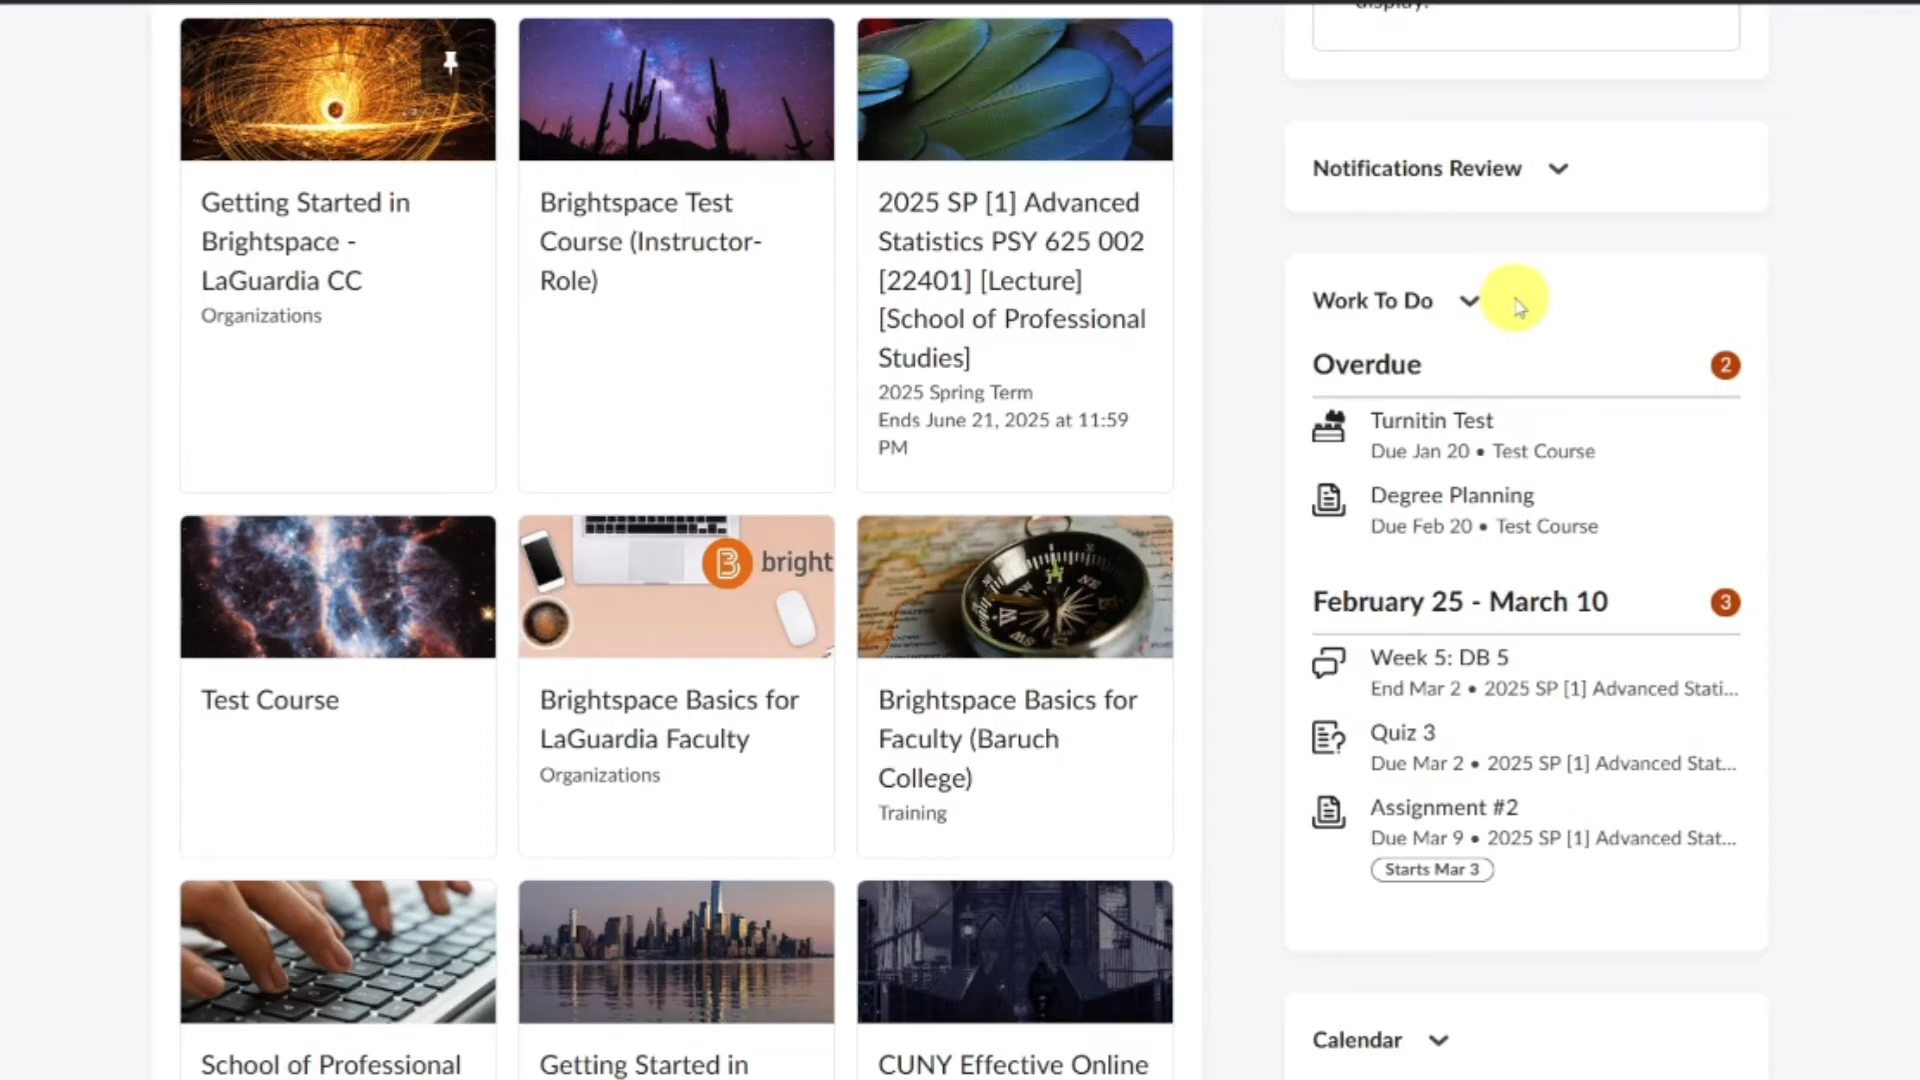 Getting Started in
Brightspace -
LaGuardia CC
Organizations
Brightspace Test
Course (Instructor-
Role)
2025 SP [1] Advanced
Statistics PSY 625 002
[22401] [Lecture]
[School of Professional
Studies]
2025 Spring Term
Ends June 21, 2025 at 11:59
PM
bright
Test Course
Brightspace Basics for
LaGuardia Faculty
Organizations
NE
SW
Brightspace Basics for
Faculty (Baruch
College)
Training
School of Professional
Getting Started in
CUNY Effective Online
display.
Notifications Review
Work To Do
Overdue
2
Turnitin Test
Due Jan 20 • Test Course
Degree Planning
Due Feb 20 • Test Course
February 25 - March 10
3
Week 5: DB 5
End Mar 2 • 2025 SP [1] Advanced Stati...
Quiz 3
Due Mar 2 • 2025 SP [1] Advanced Stat...
Assignment #2
Due Mar 9 • 2025 SP [1] Advanced Stat...
Starts Mar 3
Calendar